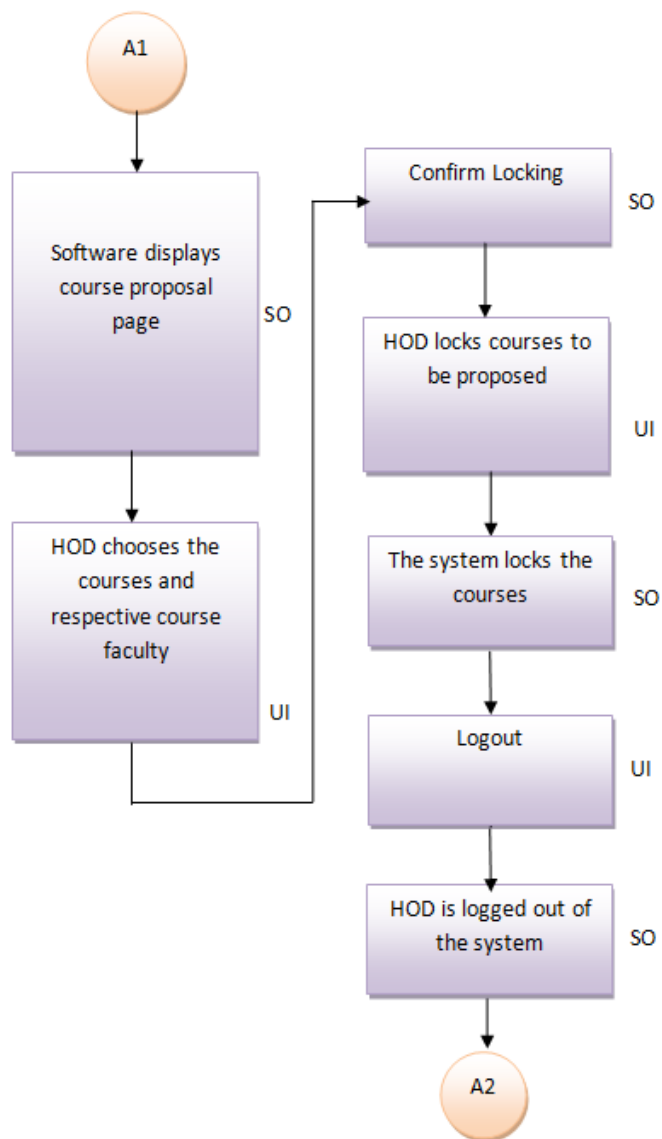 A1
Software displays
course proposal
page
SO
HOD chooses the
courses and
respective course
faculty
UI
Confirm Locking
SO
HOD locks courses to
be proposed
UI
The system locks the
courses
SO
Logout
UI
HOD is logged out of
the system
SO
A2